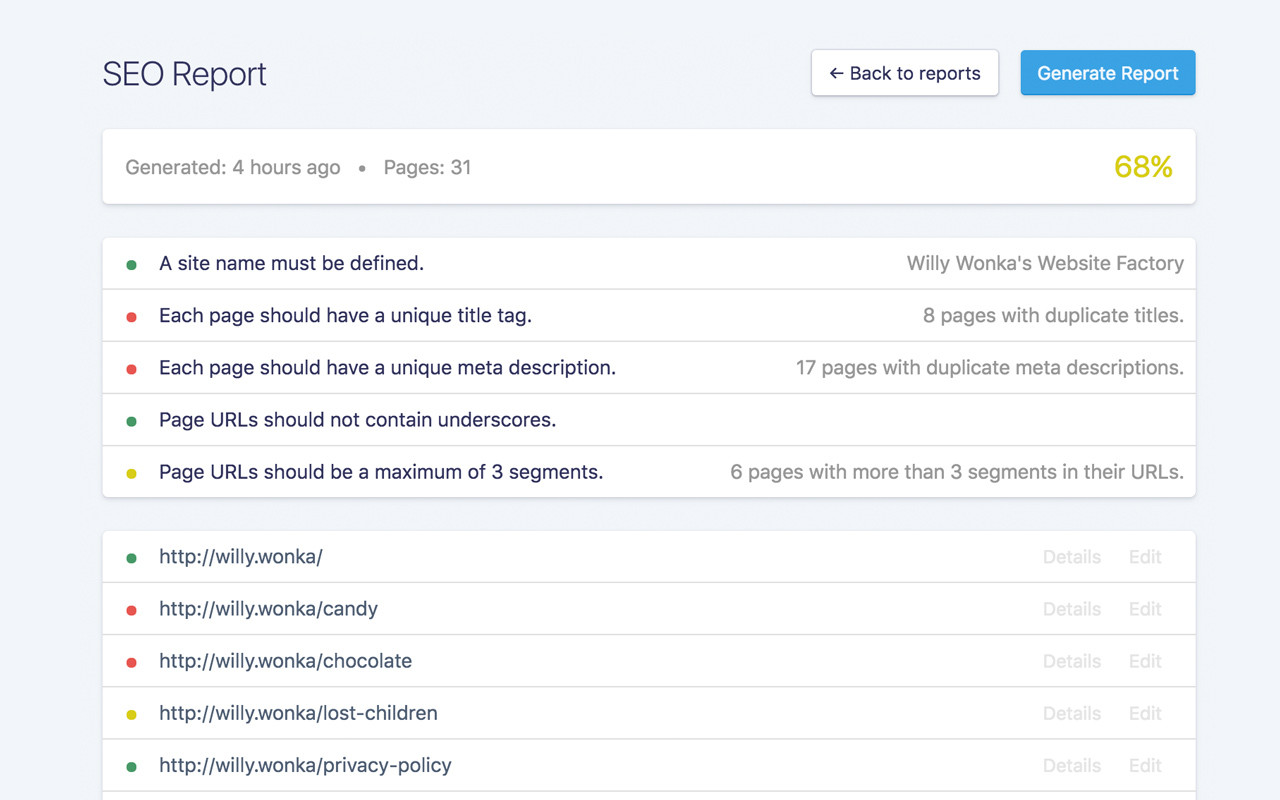 SEO Report
← Back to reports
Generate Report
Generated: 4 hours ago • Pages: 31
68%
A site name must be defined.
Willy Wonka's Website Factory
Each page should have a unique title tag.
8 pages with duplicate titles.
Each page should have a unique meta description.
17 pages with duplicate meta descriptions.
Page URLs should not contain underscores.
Page URLs should be a maximum of 3 segments.
6 pages with more than 3 segments in their URLs.
http://willy.wonka/
Details Edit
http://willy.wonka/candy
Details Edit
http://willy.wonka/chocolate
Details Edit
http://willy.wonka/lost-children
Details Edit
http://willy.wonka/privacy-policy
Details Edit